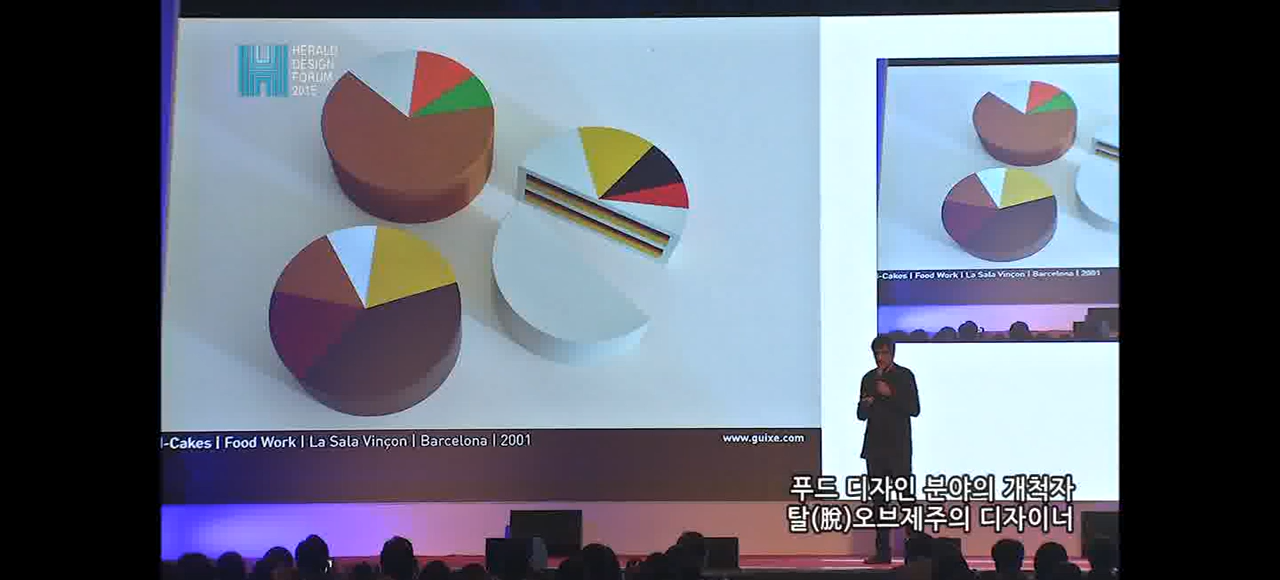 HERALD
DESIGN
FORUM
2015
-Cakes | Food Work | La Sala Vinçon | Barcelona | 2001
www.guixe.com
-Cakes | Food Work | La Sala Vinçon | Barcelona | 2001
푸드 디자인 분야의 개척자
탈(脫)오브제주의 디자이너